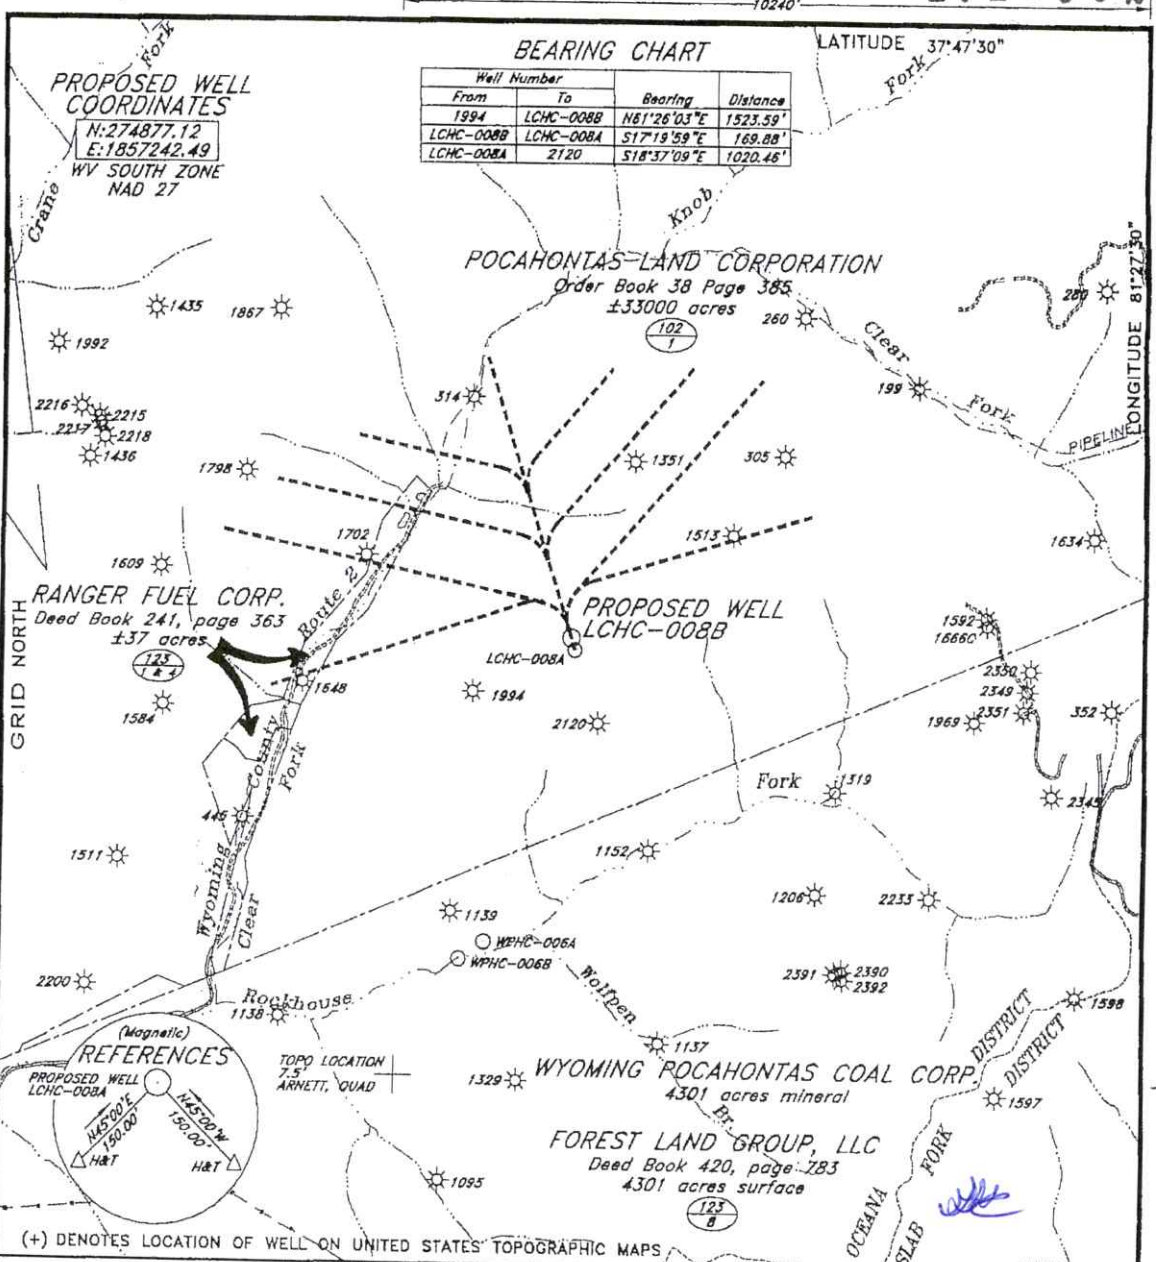 10240'
LATITUDE 37°47'30"
BEARING CHART
Well Number
From To Bearing Distance
1994 LCHC-008B N61°26'03"E 1523.59'
LCHC-008B LCHC-008A S17°19'59"E 169.88'
LCHC-008A 2120 S18°37'09"E 1020.46'
PROPOSED WELL
COORDINATES
N:274877.12
E:1857242.49
WV SOUTH ZONE
NAD 27
Crane
Fork
Fork
Knob
POCAHONTAS LAND CORPORATION
Order Book 38 Page 385
±33000 acres
102
1
LONGITUDE 81°27'30"
280
1435
1867
260
1992
Clear
Fork
199
314
2216
2215
2217
2218
1436
PIPELINE
1798
1351
305
1702
1513
1634
1609
RANGER FUEL CORP.
Deed Book 241, page 363
±37 acres
123
1 & 4
Route 2
PROPOSED WELL
LCHC-008B
LCHC-008A
1592
16660
GRID NORTH
1648
1994
2350
2349
2351
352
1584
2120
1969
County
Fork
Fork
1319
2345
445
1511
1152
Wyoming
Clear
1206
2233
1139
WPHC-006A
WPHC-006B
2200
Wolfpen
2391
2390
2392
Rockhouse
1138
1598
DISTRICT
DISTRICT
(Magnetic)
REFERENCES
PROPOSED WELL
LCHC-008A
N45°00'E
150.00'
N45°00'W
150.00'
H&T
H&T
TOPO LOCATION
7.5'
ARNETT, QUAD
1137
1329
WYOMING POCAHONTAS COAL CORP.
4301 acres mineral
Br.
1597
FOREST LAND GROUP, LLC
Deed Book 420, page 783
4301 acres surface
123
8
1095
OCEANA
SLAB FORK
(+) DENOTES LOCATION OF WELL ON UNITED STATES TOPOGRAPHIC MAPS